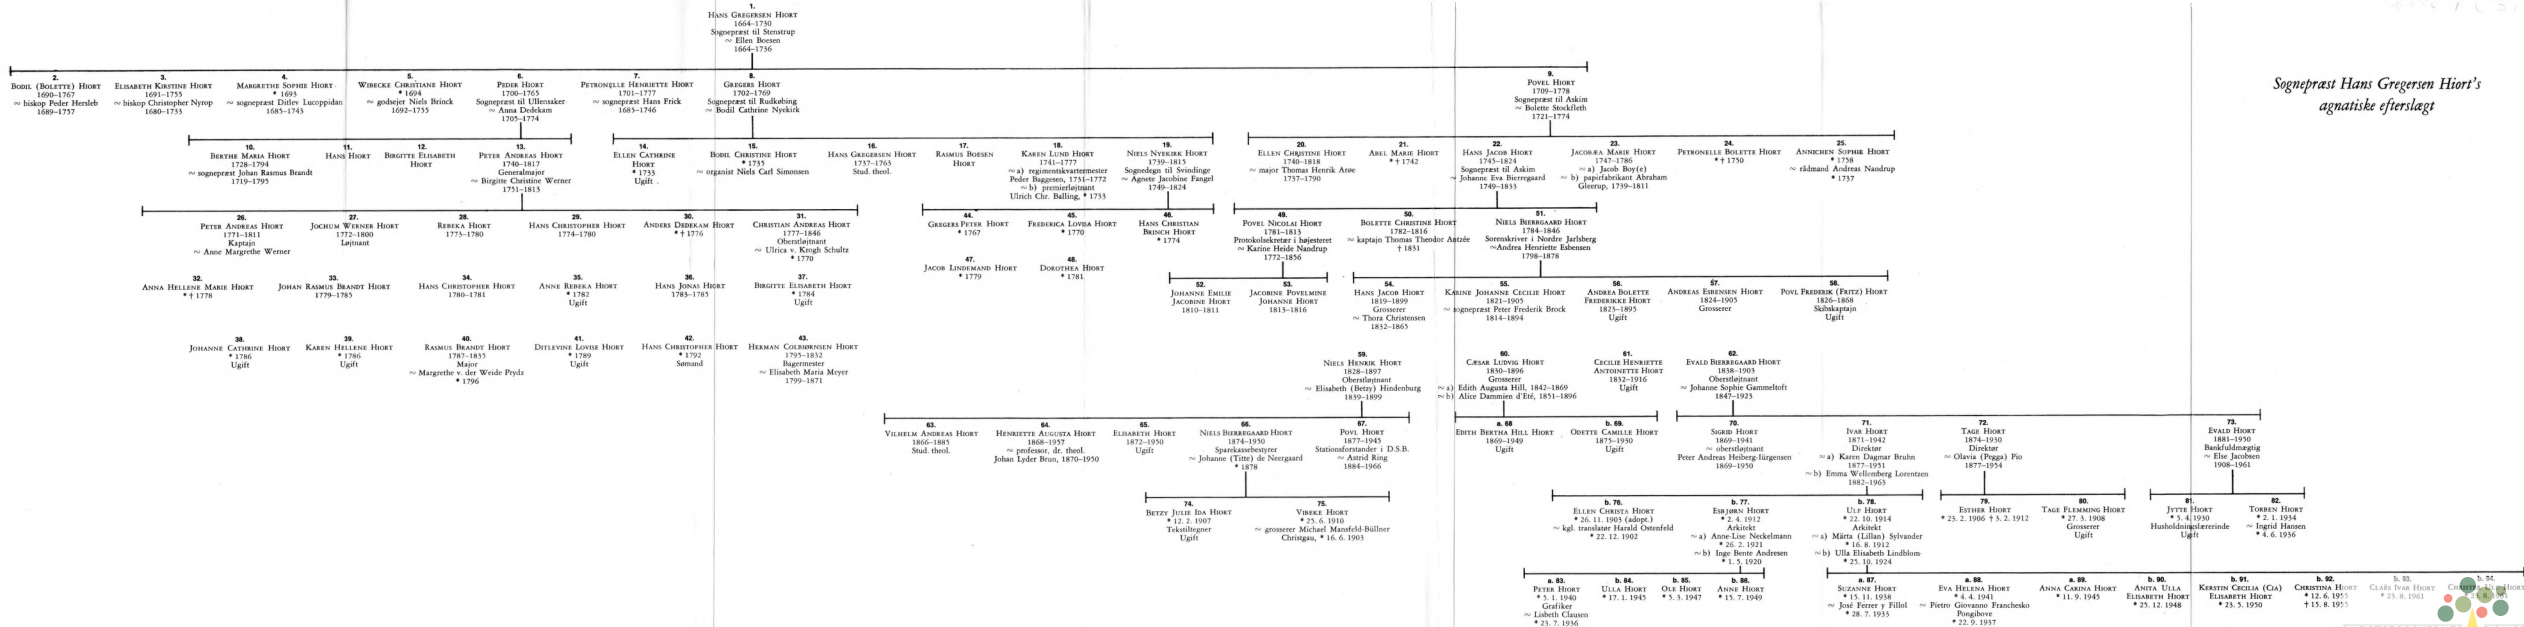 Sognepræst Hans Gregersen Hiort's
agnatiske efterslægt
1.
HANS GREGERSEN HIORT
1664–1730
Sognepræst til Stenstrup
~ Ellen Boesen
1664–1736
2.
BODIL (BOLETTE) HIORT
1690–1767
~ biskop Peder Hersleb
1689–1757
3.
ELISABETH KIRSTINE HIORT
1691–1755
~ biskop Christopher Nyrop
1680–1733
4.
MARGRETHE SOPHIE HIORT
* 1693
~ sognepræst Ditlev Lucoppidan
1685–1743
5.
WIBECKE CHRISTIANE HIORT
* 1694
~ godsejer Niels Brinck
1692–1755
6.
PEDER HIORT
1700–1765
Sognepræst til Ullensaker
~ Anna Dedekam
1705–1774
7.
PETRONELLE HENRIETTE HIORT
1701–1777
~ sognepræst Hans Frick
1685–1746
8.
GREGERS HIORT
1702–1769
Sognepræst til Rudkøbing
~ Bodil Cathrine Nyekirk
9.
POVEL HIORT
1709–1778
Sognepræst til Askim
~ Bolette Stockfleth
1721–1774
10.
BERTHE MARIA HIORT
1728–1794
~ sognepræst Johan Rasmus Brandt
1719–1795
11.
HANS HIORT
12.
BIRGITTE ELISABETH
HIORT
13.
PETER ANDREAS HIORT
1740–1817
Generalmajor
~ Birgitte Christine Werner
1751–1813
14.
ELLEN CATHRINE
HIORT
* 1733
Ugift
15.
BODIL CHRISTINE HIORT
* 1735
~ organist Niels Carl Simonsen
16.
HANS GREGERSEN HIORT
1737–1763
Stud. theol.
17.
RASMUS BOESEN
HIORT
18.
KAREN LUND HIORT
1741–1777
~ a) regimentskvartermester
Peder Baggesen, 1731–1772
~ b) premierløjtnant
Ulrich Chr. Balling, * 1733
19.
NIELS NYEKIRK HIORT
1739–1815
Sognedegn til Svindinge
~ Agnete Jacobine Fangel
1749–1824
20.
ELLEN CHRISTINE HIORT
1740–1818
~ major Thomas Henrik Arøe
1737–1790
21.
ABEL MARIE HIORT
* † 1742
22.
HANS JACOB HIORT
1745–1824
Sognepræst til Askim
~ Johanne Eva Bierregaard
1749–1833
23.
JACOBÆA MARIE HIORT
1747–1786
~ a) Jacob Boy(e)
~ b) papirfabrikant Abraham
Gleerup, 1739–1811
24.
PETRONELLE BOLETTE HIORT
* † 1750
25.
ANNICHEN SOPHIE HIORT
* 1758
~ rådmand Andreas Nandrup
* 1737
26.
PETER ANDREAS HIORT
1771–1811
Kaptajn
~ Anne Margrethe Werner
27.
JOCHUM WERNER HIORT
1772–1800
Løjtnant
28.
REBEKA HIORT
1773–1780
29.
HANS CHRISTOPHER HIORT
1774–1780
30.
ANDERS DEDEKAM HIORT
* † 1776
31.
CHRISTIAN ANDREAS HIORT
1777–1846
Oberstløjtnant
~ Ulrica v. Krogh Schultz
* 1770
32.
ANNA HELLENE MARIE HIORT
* † 1778
33.
JOHAN RASMUS BRANDT HIORT
1779–1785
34.
HANS CHRISTOPHER HIORT
1780–1781
35.
ANNE REBEKA HIORT
* 1782
Ugift
36.
HANS JONAS HIORT
1783–1785
37.
BIRGITTE ELISABETH HIORT
* 1784
Ugift
38.
JOHANNE CATHRINE HIORT
* 1786
Ugift
39.
KAREN HELLENE HIORT
* 1786
Ugift
40.
RASMUS BRANDT HIORT
1787–1835
Major
~ Margrethe v. der Weide Prydz
* 1796
41.
DITLEVINE LOVISE HIORT
* 1789
Ugift
42.
HANS CHRISTOPHER HIORT
* 1792
Sømand
43.
HERMAN COLBIØRNSEN HIORT
1795–1832
Bagermester
~ Elisabeth Maria Meyer
1799–1871
44.
GREGERS PETER HIORT
* 1767
45.
FREDERICA LOVISA HIORT
* 1770
46.
HANS CHRISTIAN
BRINCH HIORT
* 1774
47.
JACOB LINDEMAND HIORT
* 1779
48.
DOROTHEA HIORT
* 1781
49.
POVEL NICOLAI HIORT
1781–1813
Protokolsekretær i højesteret
~ Karine Heide Nandrup
1772–1856
50.
BOLETTE CHRISTINE HIORT
1782–1816
~ kaptajn Thomas Theodor Antzée
† 1831
51.
NIELS BIERRGAARD HIORT
1784–1846
Sorenskriver i Nordre Jarlsberg
~ Andrea Henriette Esbensen
1798–1878
52.
JOHANNE EMILIE
JACOBINE HIORT
1810–1811
53.
JACOBINE POVELMINE
JOHANNE HIORT
1813–1816
54.
HANS JACOB HIORT
1819–1899
Grosserer
~ Thora Christensen
1832–1865
55.
KARINE JOHANNE CECILIE HIORT
1821–1905
~ sognepræst Peter Frederik Brock
1814–1894
56.
ANDREA BOLETTE
FREDERIKKE HIORT
1823–1895
Ugift
57.
ANDREAS ESBENSEN HIORT
1824–1905
Grosserer
58.
POVL FREDERIK (FRITZ) HIORT
1826–1868
Skibskaptajn
Ugift
59.
NIELS HENRIK HIORT
1828–1897
Oberstløjtnant
~ Elisabeth (Betzy) Hindenburg
1839–1899
60.
CÆSAR LUDVIG HIORT
1830–1896
Grosserer
~ a) Edith Augusta Hill, 1842–1869
~ b) Alice Dammien d'Eté, 1851–1896
61.
CECILIE HENRIETTE
ANTOINETTE HIORT
1832–1916
Ugift
62.
EVALD BIERREGAARD HIORT
1838–1903
Oberstløjtnant
~ Johanne Sophie Gammeltoft
1847–1923
63.
VILHELM ANDREAS HIORT
1866–1885
Stud. theol.
64.
HENRIETTE AUGUSTA HIORT
1868–1957
~ professor, dr. theol.
Johan Lyder Brun, 1870–1950
65.
ELISABETH HIORT
1872–1950
Ugift
66.
NIELS BIERREGAARD HIORT
1874–1950
Sparekassebestyrer
~ Johanne (Titte) de Neergaard
* 1878
67.
POVL HIORT
1877–1945
Stationsforstander i D.S.B.
~ Astrid Ring
1884–1966
a. 68
EDITH BERTHA HILL HIORT
1869–1949
Ugift
b. 69.
ODETTE CAMILLE HIORT
1875–1930
Ugift
70.
SIGRID HIORT
1869–1941
~ oberstløjtnant
Peter Andreas Heiberg-Iürgensen
1869–1950
71.
IVAR HIORT
1871–1942
Direktør
~ a) Karen Dagmar Bruhn
1877–1951
~ b) Emma Wellemberg Lorentzen
1882–1963
72.
TAGE HIORT
1874–1930
Direktør
~ Olavia (Pegga) Pio
1877–1954
73.
EVALD HIORT
1881–1950
Bankfuldmægtig
~ Else Jacobsen
1908–1961
74.
BETZY JULIE IDA HIORT
* 12. 2. 1907
Tekstiltegner
Ugift
75.
VIBEKE HIORT
* 25. 6. 1910
~ grosserer Michael Mansfeld-Büllner
Christgau, * 16. 6. 1903
b. 76.
ELLEN CHRISTA HIORT
* 26. 11. 1903 (adopt.)
~ kgl. translatør Harald Ostenfeld
* 22. 12. 1902
b. 77.
ESBJØRN HIORT
* 2. 4. 1912
Arkitekt
~ a) Anne-Lise Neckelmann
* 26. 2. 1921
~ b) Inge Bente Andresen
* 1. 5. 1920
b. 78.
ULF HIORT
* 22. 10. 1914
Arkitekt
~ a) Märta (Lillan) Sylvander
* 16. 8. 1912
~ b) Ulla Elisabeth Lindblom
* 25. 10. 1924
79.
ESTHER HIORT
* 23. 2. 1906 † 3. 2. 1912
80.
TAGE FLEMMING HIORT
* 27. 3. 1908
Grosserer
Ugift
81.
JYTTE HIORT
* 5. 4. 1930
Husholdningslærerinde
Ugift
82.
TORBEN HIORT
* 2. 1. 1934
~ Ingrid Hansen
* 4. 6. 1936
a. 83.
PETER HIORT
* 5. 1. 1940
Grafiker
~ Lisbeth Clausen
* 23. 7. 1936
b. 84.
ULLA HIORT
* 17. 1. 1945
b. 85.
OLE HIORT
* 5. 3. 1947
b. 86.
ANNE HIORT
* 15. 7. 1949
a. 87.
SUZANNE HIORT
* 15. 11. 1938
~ José Ferrer y Fillol
* 28. 7. 1933
a. 88.
EVA HELENA HIORT
* 4. 4. 1941
~ Pietro Giovanno Franchesko
Pongibove
* 22. 9. 1937
a. 89.
ANNA CARINA HIORT
* 11. 9. 1945
b. 90.
ANITA ULLA
ELISABETH HIORT
* 25. 12. 1948
b. 91.
KERSTIN CECILIA (CIA)
ELISABETH HIORT
* 23. 5. 1950
b. 92.
CHRISTINA HIORT
* 12. 6. 1955
† 15. 8. 1955
b. 93.
CLAËS IVAR HIORT
* 23. 8. 1961
b. 94.
HIORT